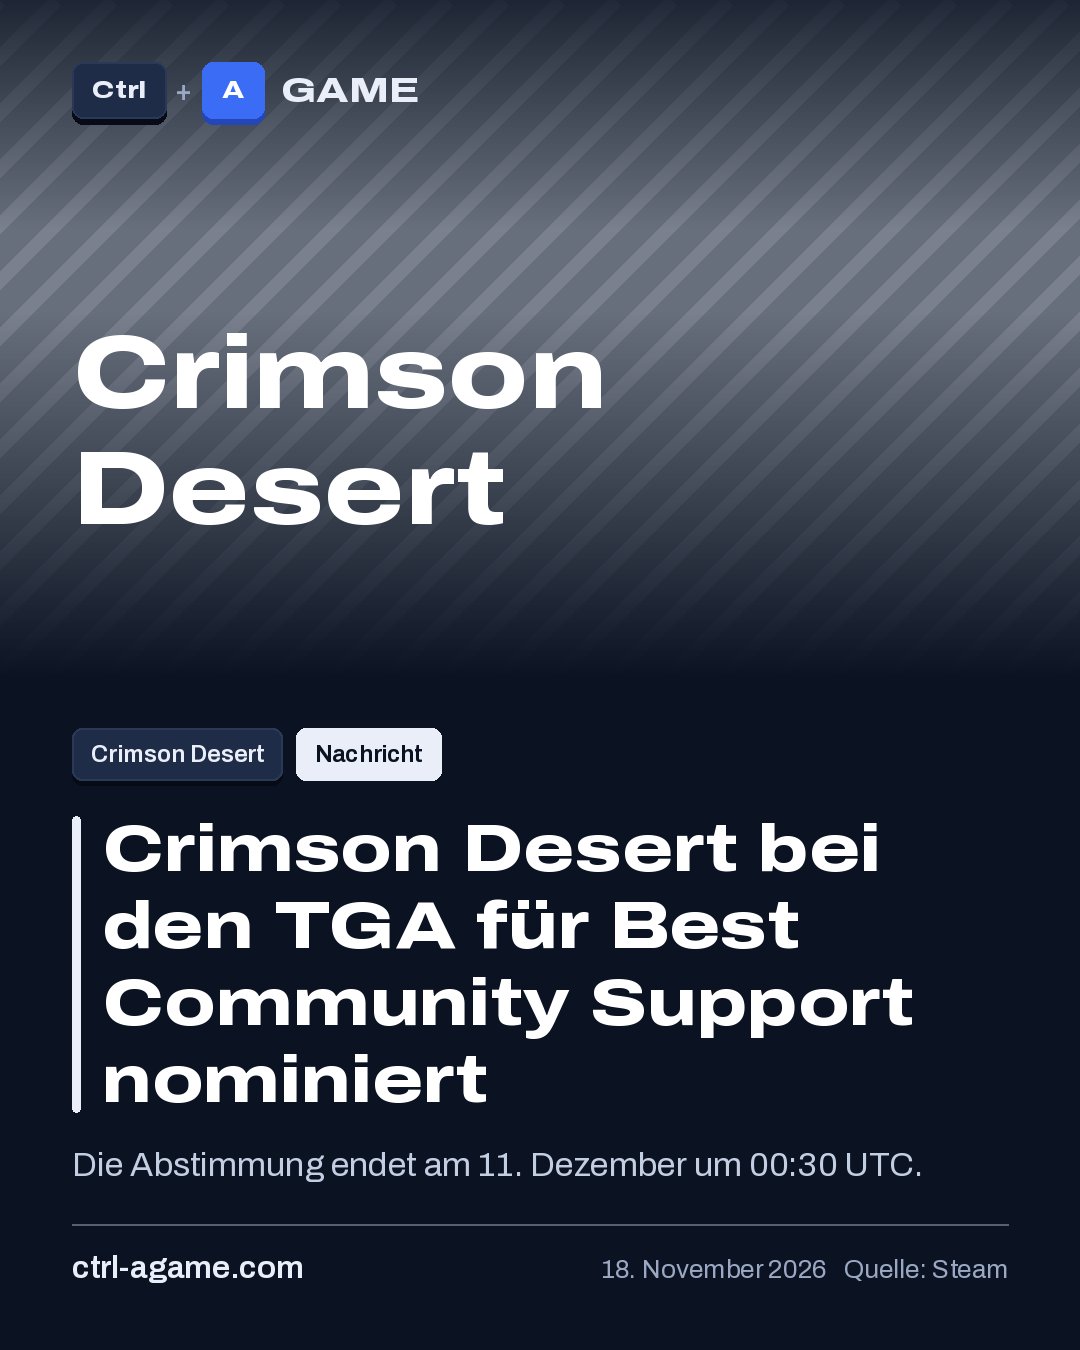 Ctrl + A GAME
Crimson
Desert
Crimson Desert Nachricht
Crimson Desert bei
den TGA für Best
Community Support
nominiert
Die Abstimmung endet am 11. Dezember um 00:30 UTC.
ctrl-agame.com 18. November 2026 Quelle: Steam